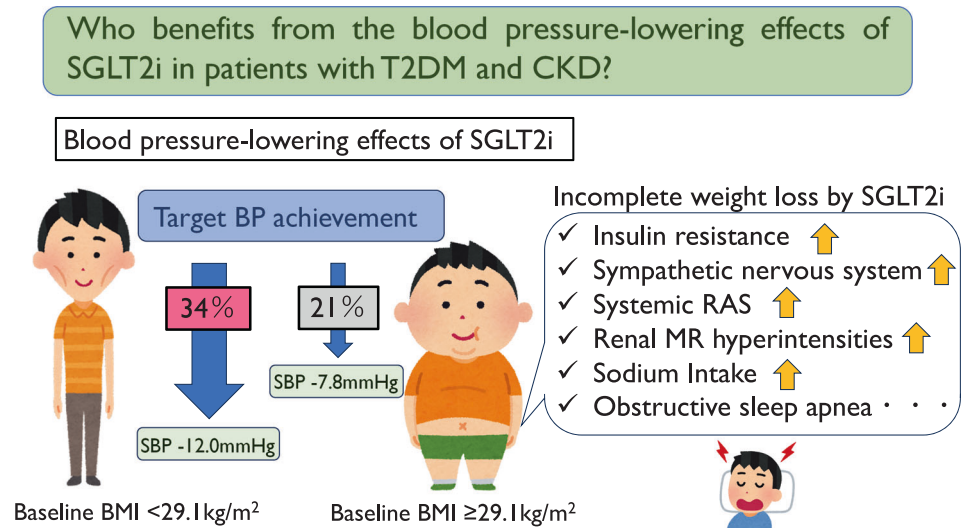 Who benefits from the blood pressure-lowering effects of
SGLT2i in patients with T2DM and CKD?
Blood pressure-lowering effects of SGLT2i
Target BP achievement
34%
21%
SBP -7.8mmHg
SBP -12.0mmHg
Baseline BMI <29.1kg/m²
Baseline BMI ≥29.1kg/m²
Incomplete weight loss by SGLT2i
✓ Insulin resistance
✓ Sympathetic nervous system
✓ Systemic RAS
✓ Renal MR hyperintensities
✓ Sodium Intake
✓ Obstructive sleep apnea・・・